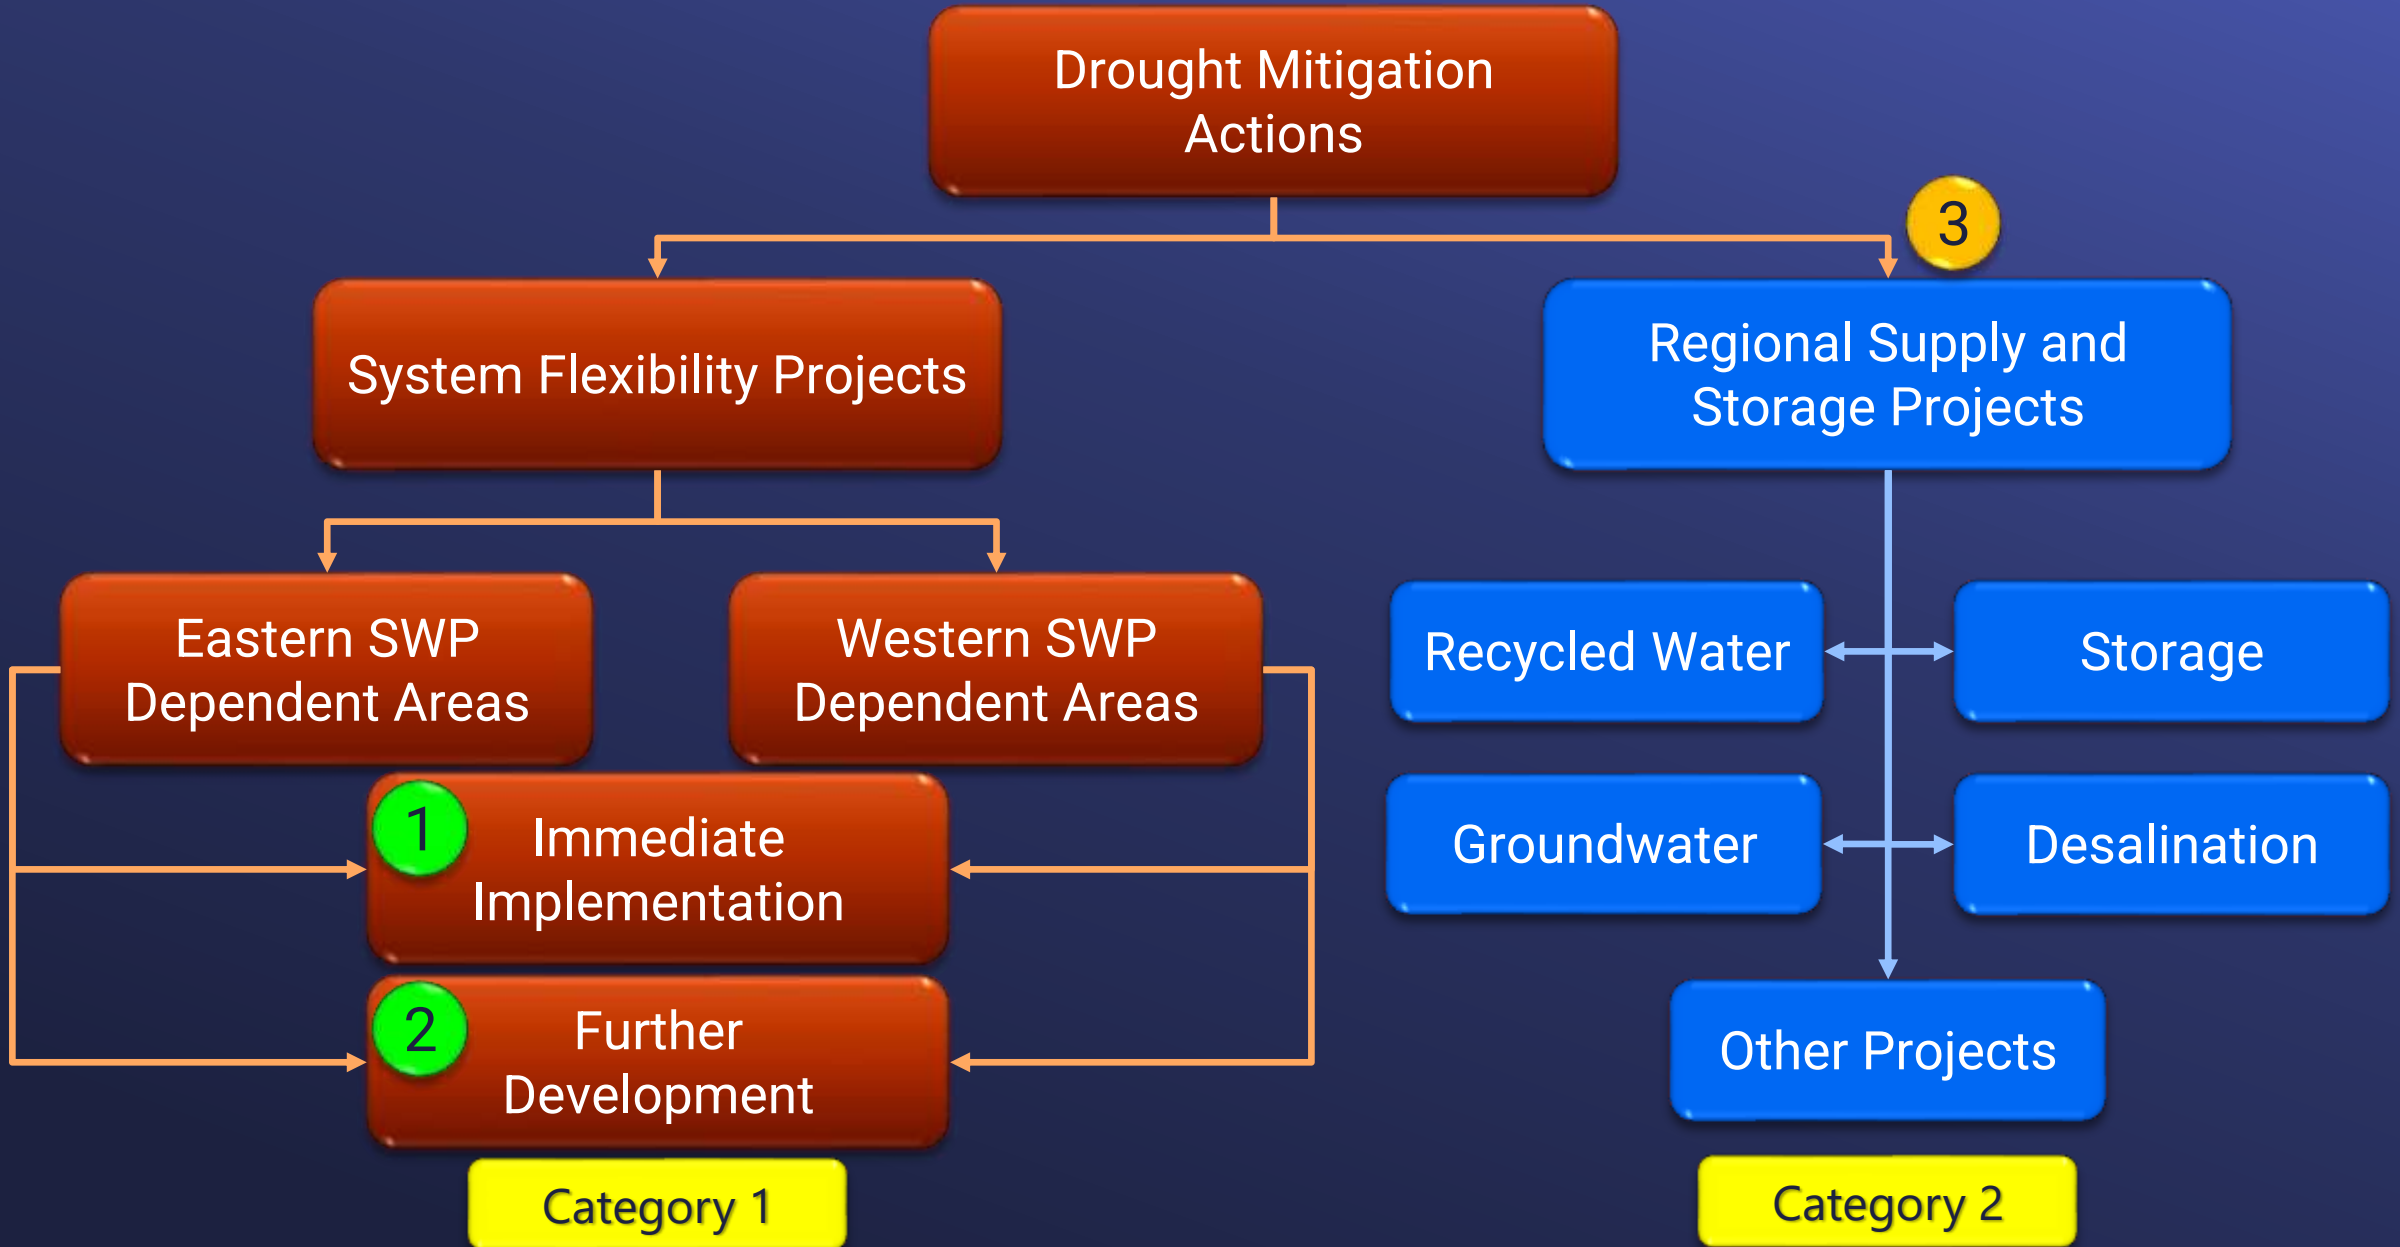 Drought Mitigation
Actions
3
System Flexibility Projects
Regional Supply and
Storage Projects
Eastern SWP
Dependent Areas
Western SWP
Dependent Areas
Recycled Water
Storage
1
Immediate
Implementation
Groundwater
Desalination
2
Further
Development
Other Projects
Category 1
Category 2